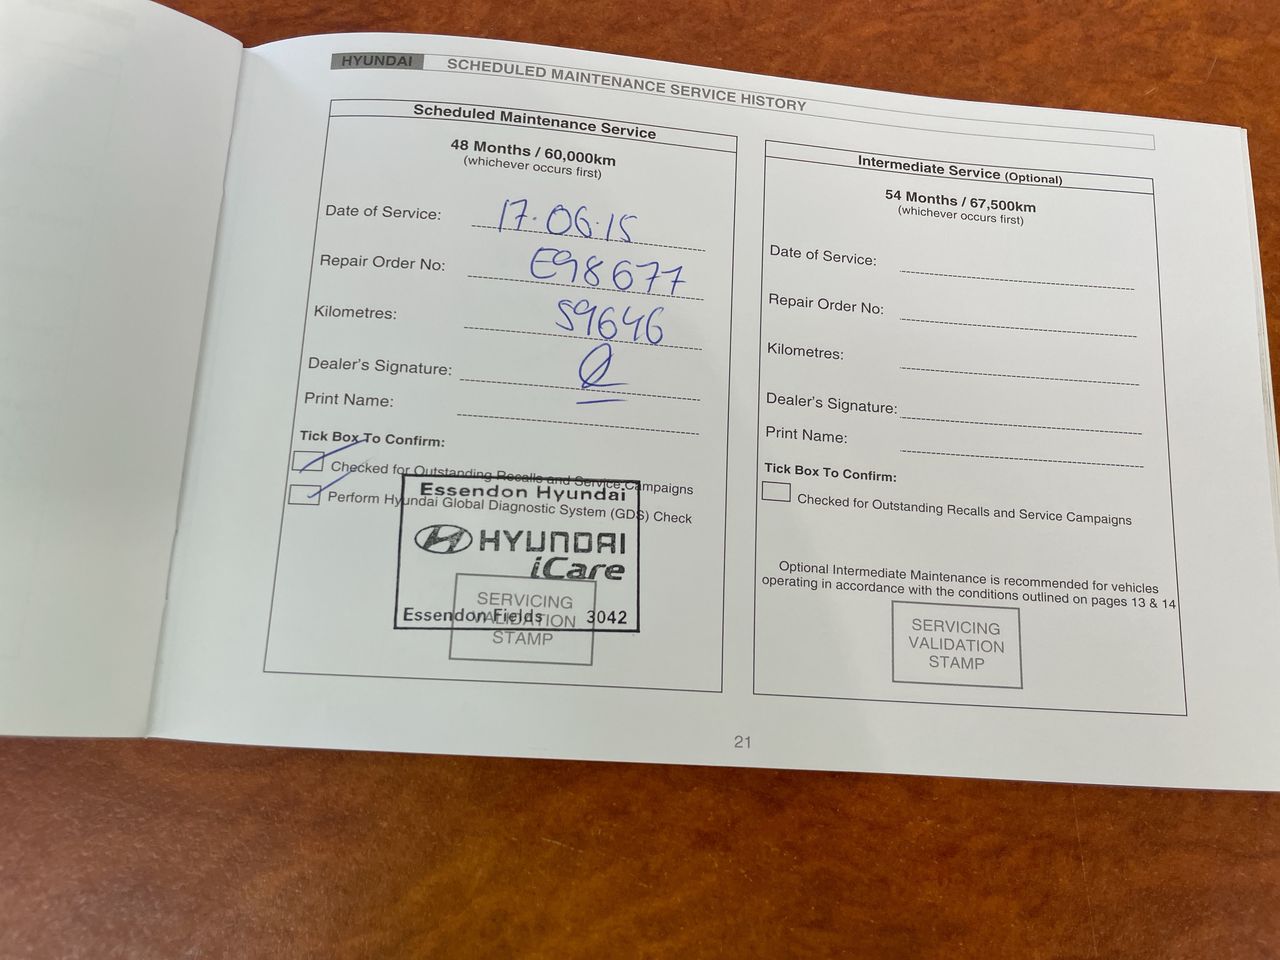 HYUNDAI SCHEDULED MAINTENANCE SERVICE HISTORY
Scheduled Maintenance Service
48 Months / 60,000km
(whichever occurs first)
Date of Service: 17.06.15
Repair Order No: E98677
Kilometres: 59646
Dealer's Signature:
Print Name:
Tick Box To Confirm:
Checked for Outstanding Recalls and Service Campaigns
Perform Hyundai Global Diagnostic System (GDS) Check
Essendon Hyundai
HYUNDAI
iCare
Essendon Fields 3042
SERVICING
VALIDATION
STAMP
Intermediate Service (Optional)
54 Months / 67,500km
(whichever occurs first)
Date of Service:
Repair Order No:
Kilometres:
Dealer's Signature:
Print Name:
Tick Box To Confirm:
Checked for Outstanding Recalls and Service Campaigns
Optional Intermediate Maintenance is recommended for vehicles
operating in accordance with the conditions outlined on pages 13 & 14
SERVICING
VALIDATION
STAMP
21